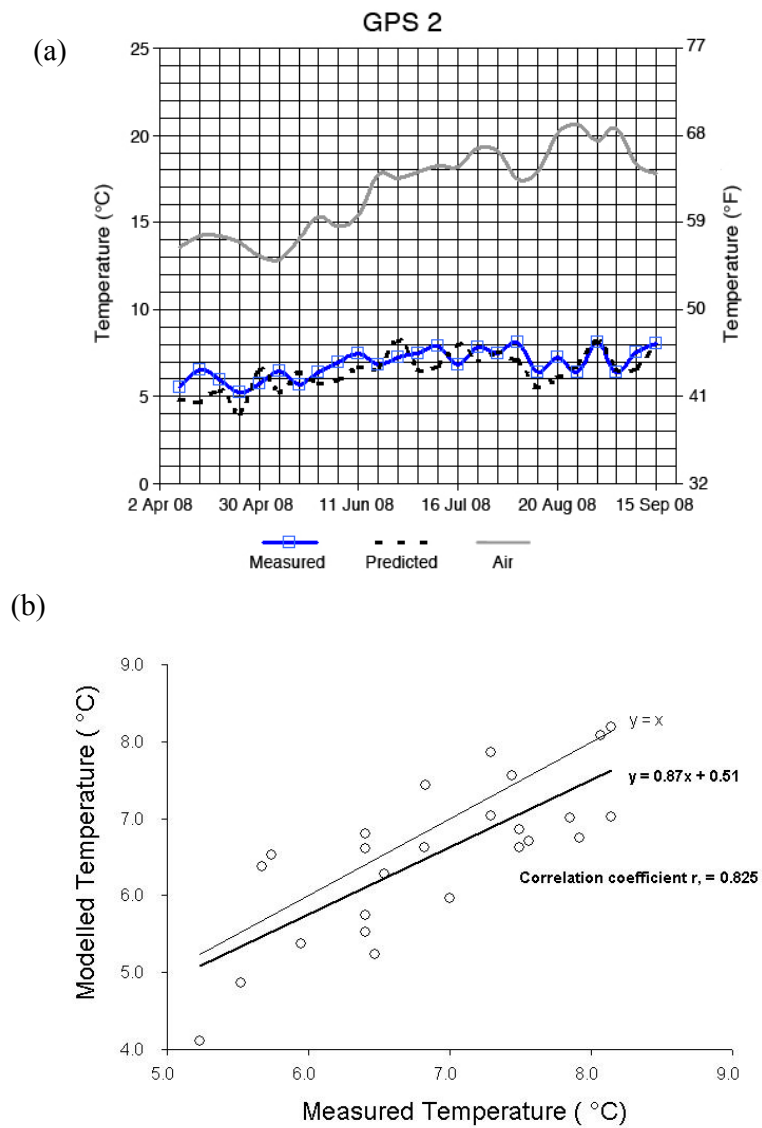 GPS 2
(a)
25
20
15
10
5
0
77
68
59
50
41
32
Temperature (°C)
Temperature (°F)
2 Apr 08 30 Apr 08 11 Jun 08 16 Jul 08 20 Aug 08 15 Sep 08
Measured Predicted Air
(b)
9.0
8.0
7.0
6.0
5.0
4.0
Modelled Temperature ( °C)
y = x
y = 0.87x + 0.51
Correlation coefficient r, = 0.825
5.0 6.0 7.0 8.0 9.0
Measured Temperature ( °C)